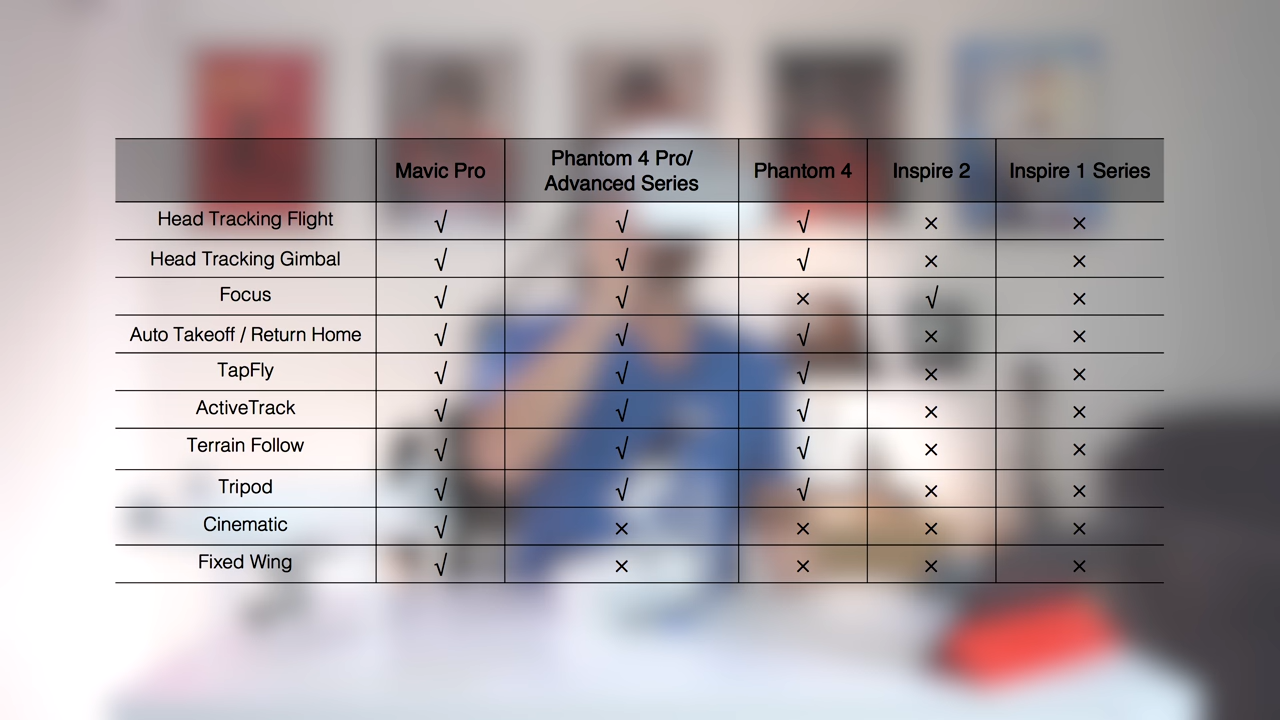 Mavic Pro Phantom 4 Pro/ Advanced Series Phantom 4 Inspire 2 Inspire 1 Series
Head Tracking Flight √ √ √ × ×
Head Tracking Gimbal √ √ √ × ×
Focus √ √ × √ ×
Auto Takeoff / Return Home √ √ √ × ×
TapFly √ √ √ × ×
ActiveTrack √ √ √ × ×
Terrain Follow √ √ √ × ×
Tripod √ √ √ × ×
Cinematic √ × × × ×
Fixed Wing √ × × × ×